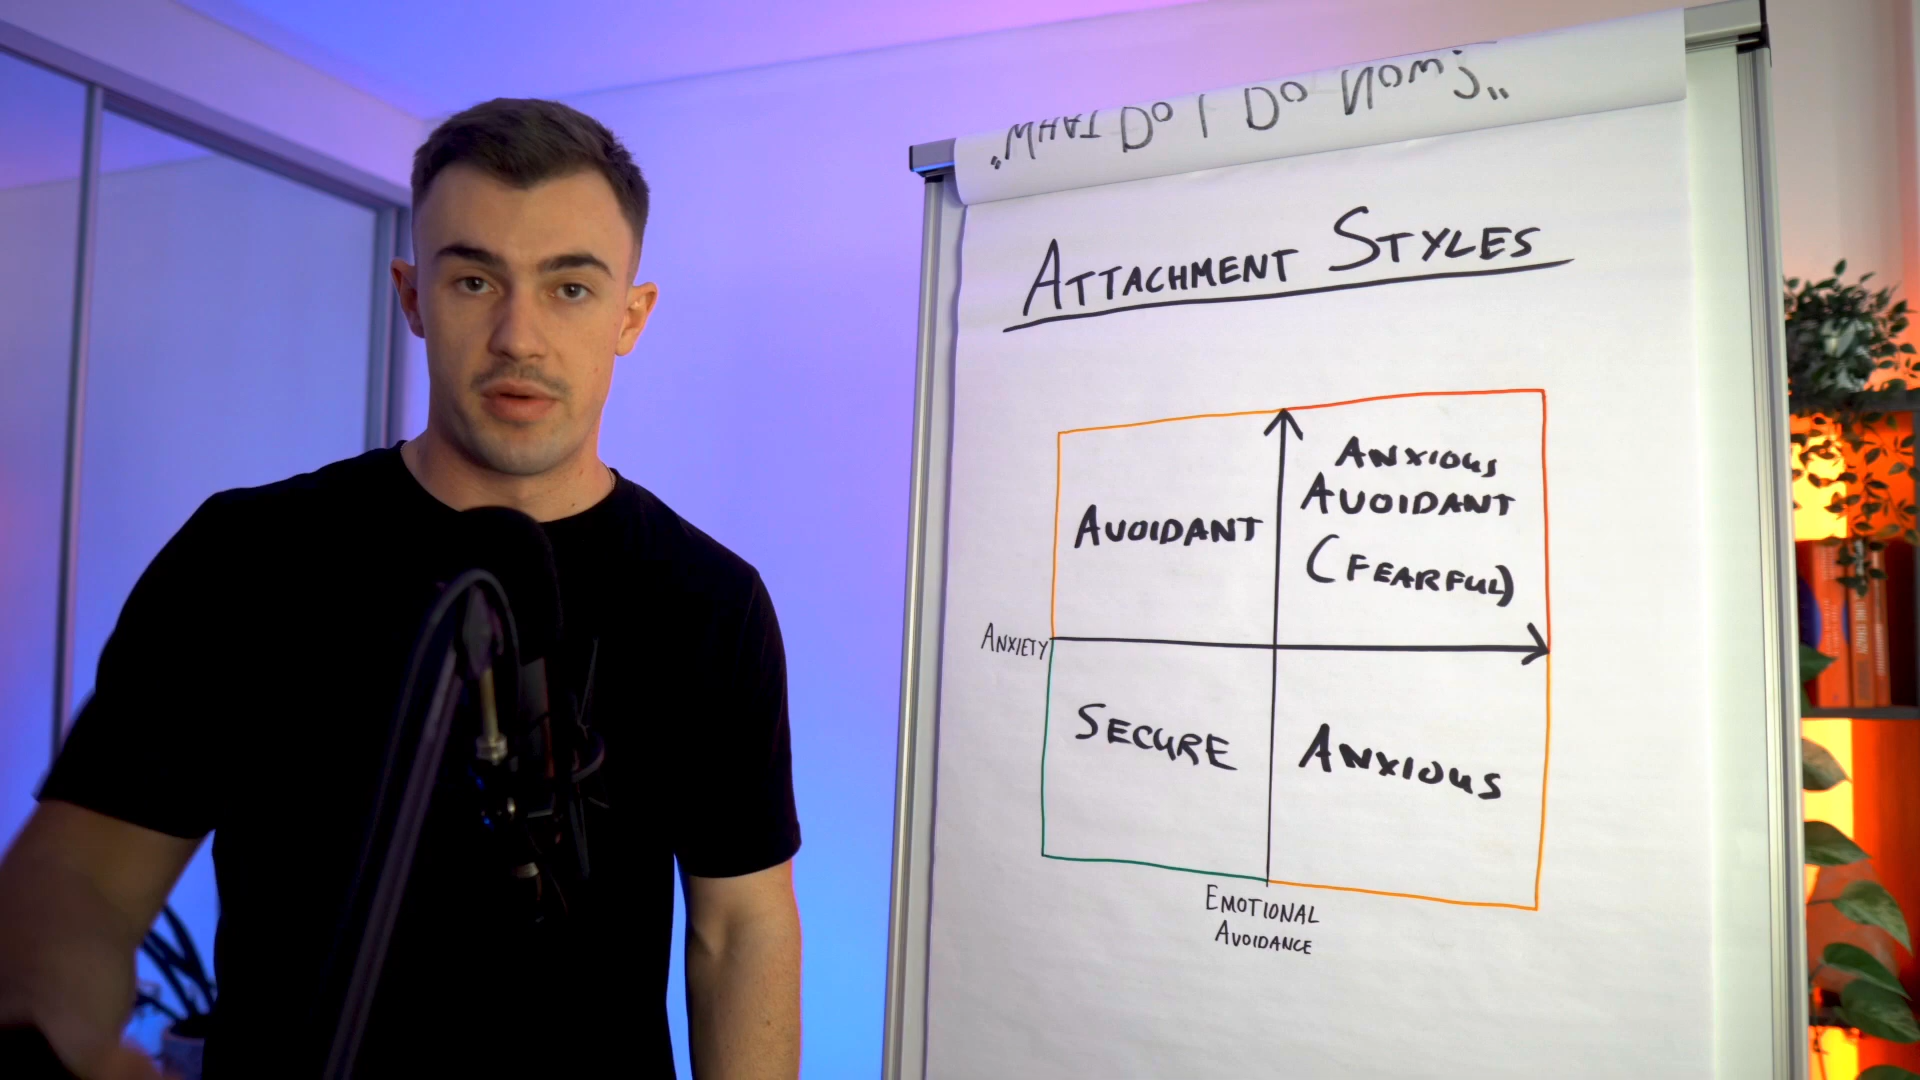 "WHAT DO I DO NOW?"
ATTACHMENT STYLES
AVOIDANT
ANXIOUS
AVOIDANT
(FEARFUL)
ANXIETY
SECURE
ANXIOUS
EMOTIONAL
AVOIDANCE